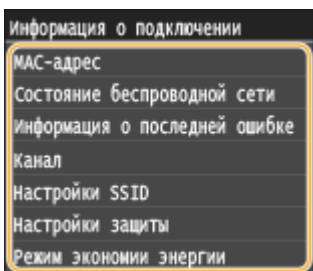 Информация о подключении
MAC-адрес
Состояние беспроводной сети
Информация о последней ошибке
Канал
Настройки SSID
Настройки защиты
Режим экономии энергии